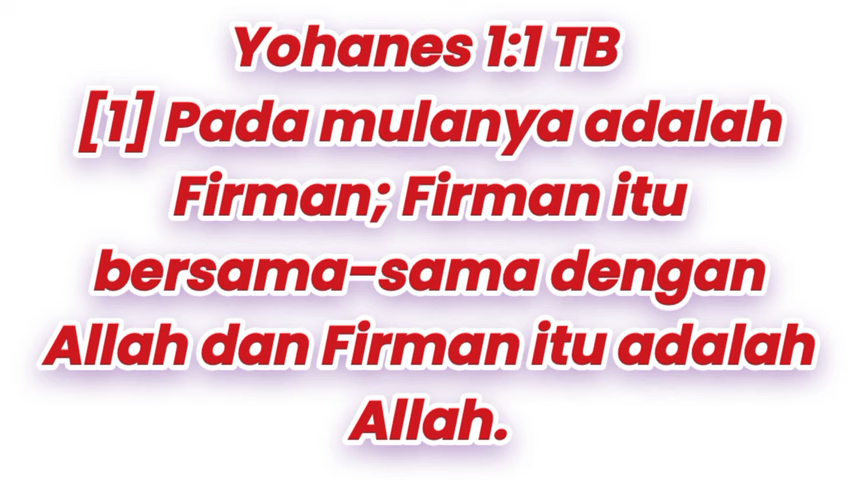 Yohanes 1:1 TB
[1] Pada mulanya adalah
Firman; Firman itu
bersama-sama dengan
Allah dan Firman itu adalah
Allah.